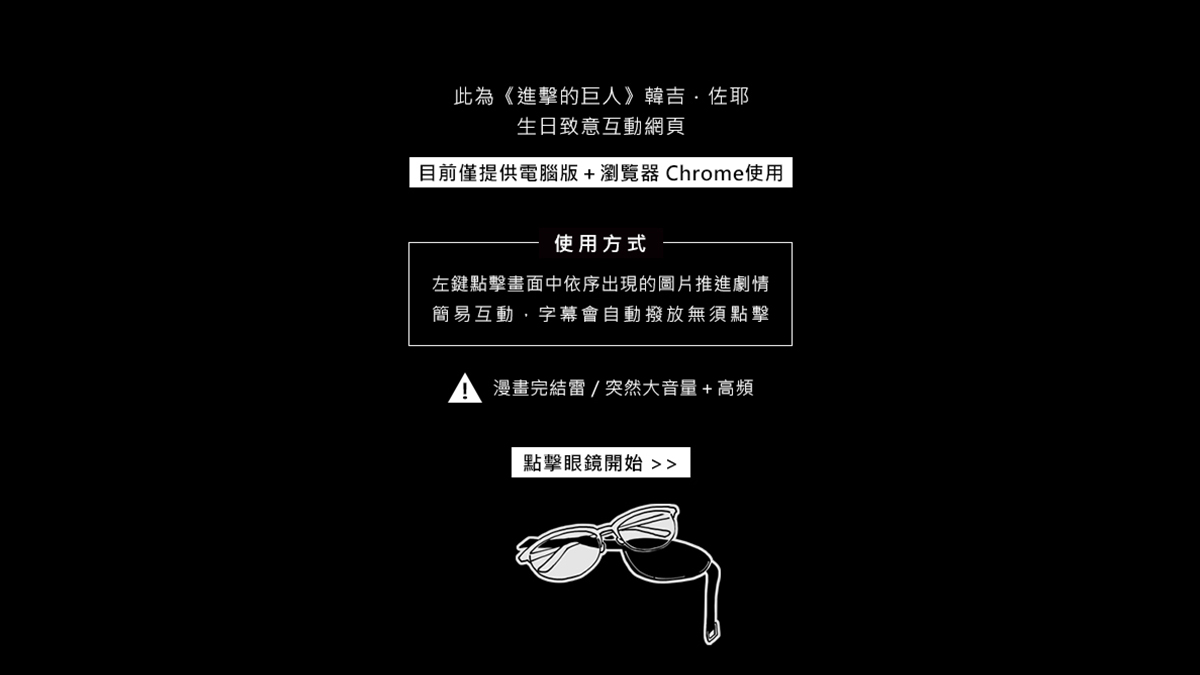 此為《進擊的巨人》韓吉．佐耶
生日致意互動網頁
目前僅提供電腦版＋瀏覽器 Chrome使用
使用方式
左鍵點擊畫面中依序出現的圖片推進劇情
簡易互動，字幕會自動撥放無須點擊
漫畫完結雷 / 突然大音量＋高頻
點擊眼鏡開始 >>